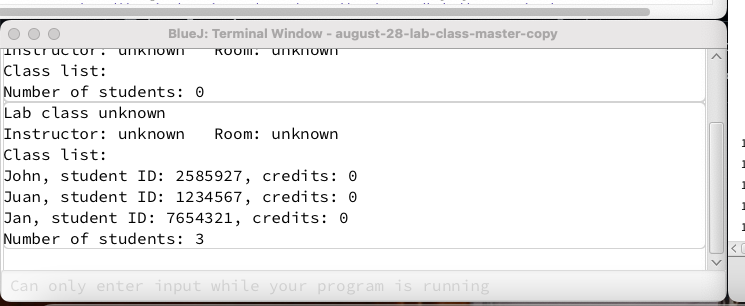 BlueJ: Terminal Window - august-28-lab-class-master-copy
Instructor: unknown   Room: unknown
Class list:
Number of students: 0
Lab class unknown
Instructor: unknown   Room: unknown
Class list:
John, student ID: 2585927, credits: 0
Juan, student ID: 1234567, credits: 0
Jan, student ID: 7654321, credits: 0
Number of students: 3
Can only enter input while your program is running